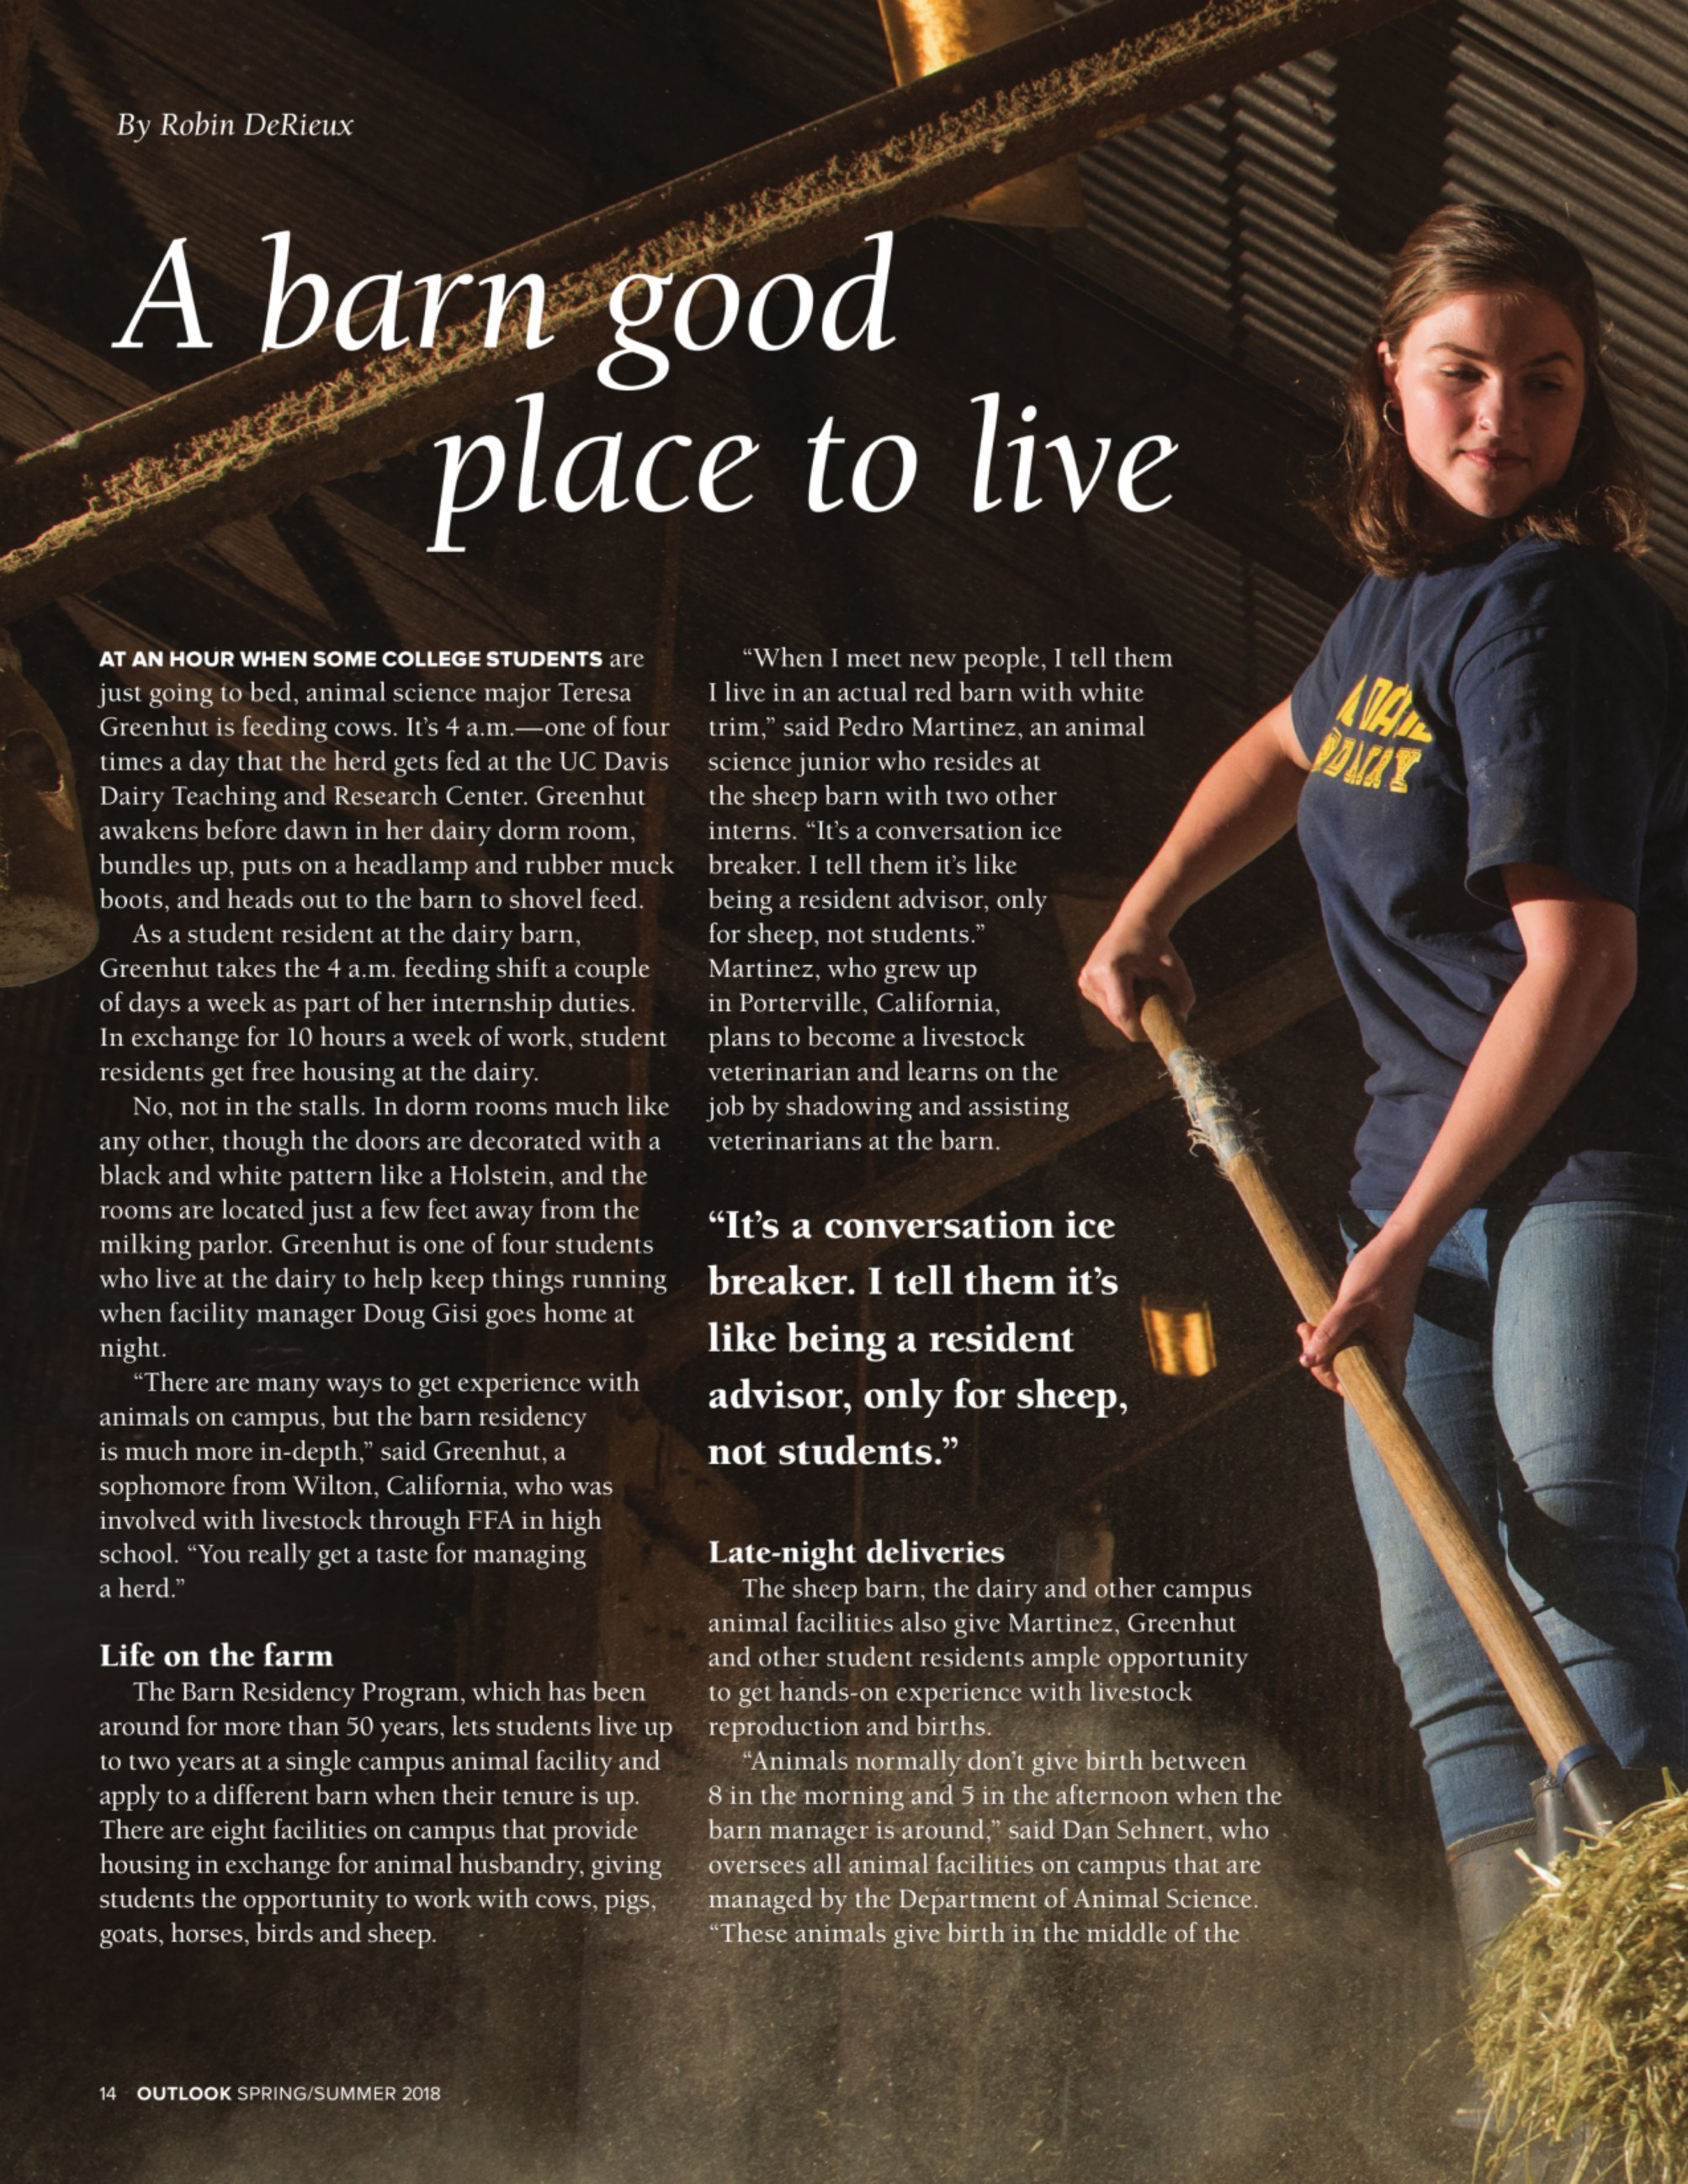 By Robin DeRieux
A barn good
place to live
AT AN HOUR WHEN SOME COLLEGE STUDENTS are
just going to bed, animal science major Teresa
Greenhut is feeding cows. It’s 4 a.m.—one of four
times a day that the herd gets fed at the UC Davis
Dairy Teaching and Research Center. Greenhut
awakens before dawn in her dairy dorm room,
bundles up, puts on a headlamp and rubber muck
boots, and heads out to the barn to shovel feed.
As a student resident at the dairy barn,
Greenhut takes the 4 a.m. feeding shift a couple
of days a week as part of her internship duties.
In exchange for 10 hours a week of work, student
residents get free housing at the dairy.
No, not in the stalls. In dorm rooms much like
any other, though the doors are decorated with a
black and white pattern like a Holstein, and the
rooms are located just a few feet away from the
milking parlor. Greenhut is one of four students
who live at the dairy to help keep things running
when facility manager Doug Gisi goes home at
night.
“There are many ways to get experience with
animals on campus, but the barn residency
is much more in-depth,” said Greenhut, a
sophomore from Wilton, California, who was
involved with livestock through FFA in high
school. “You really get a taste for managing
a herd.”
Life on the farm
The Barn Residency Program, which has been
around for more than 50 years, lets students live up
to two years at a single campus animal facility and
apply to a different barn when their tenure is up.
There are eight facilities on campus that provide
housing in exchange for animal husbandry, giving
students the opportunity to work with cows, pigs,
goats, horses, birds and sheep.
“When I meet new people, I tell them
I live in an actual red barn with white
trim,” said Pedro Martinez, an animal
science junior who resides at
the sheep barn with two other
interns. “It’s a conversation ice
breaker. I tell them it’s like
being a resident advisor, only
for sheep, not students.”
Martinez, who grew up
in Porterville, California,
plans to become a livestock
veterinarian and learns on the
job by shadowing and assisting
veterinarians at the barn.
“It’s a conversation ice
breaker. I tell them it’s
like being a resident
advisor, only for sheep,
not students.”
Late-night deliveries
The sheep barn, the dairy and other campus
animal facilities also give Martinez, Greenhut
and other student residents ample opportunity
to get hands-on experience with livestock
reproduction and births.
“Animals normally don’t give birth between
8 in the morning and 5 in the afternoon when the
barn manager is around,” said Dan Sehnert, who
oversees all animal facilities on campus that are
managed by the Department of Animal Science.
“These animals give birth in the middle of the
14 OUTLOOK SPRING/SUMMER 2018